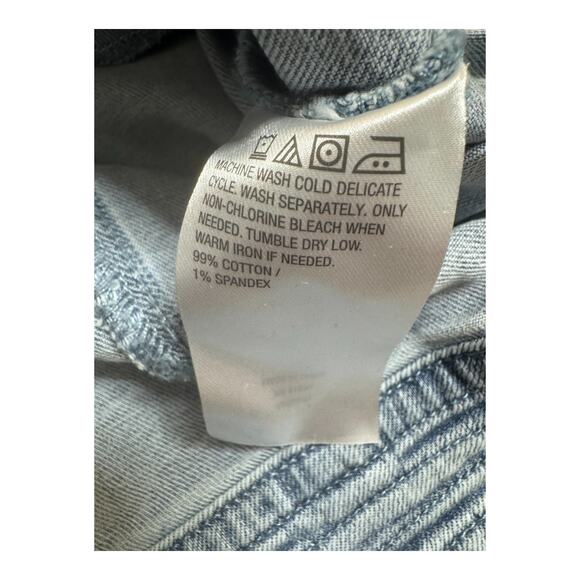 MACHINE WASH COLD DELICATE
CYCLE. WASH SEPARATELY. ONLY
NON-CHLORINE BLEACH WHEN
NEEDED. TUMBLE DRY LOW.
WARM IRON IF NEEDED.
99% COTTON /
1% SPANDEX